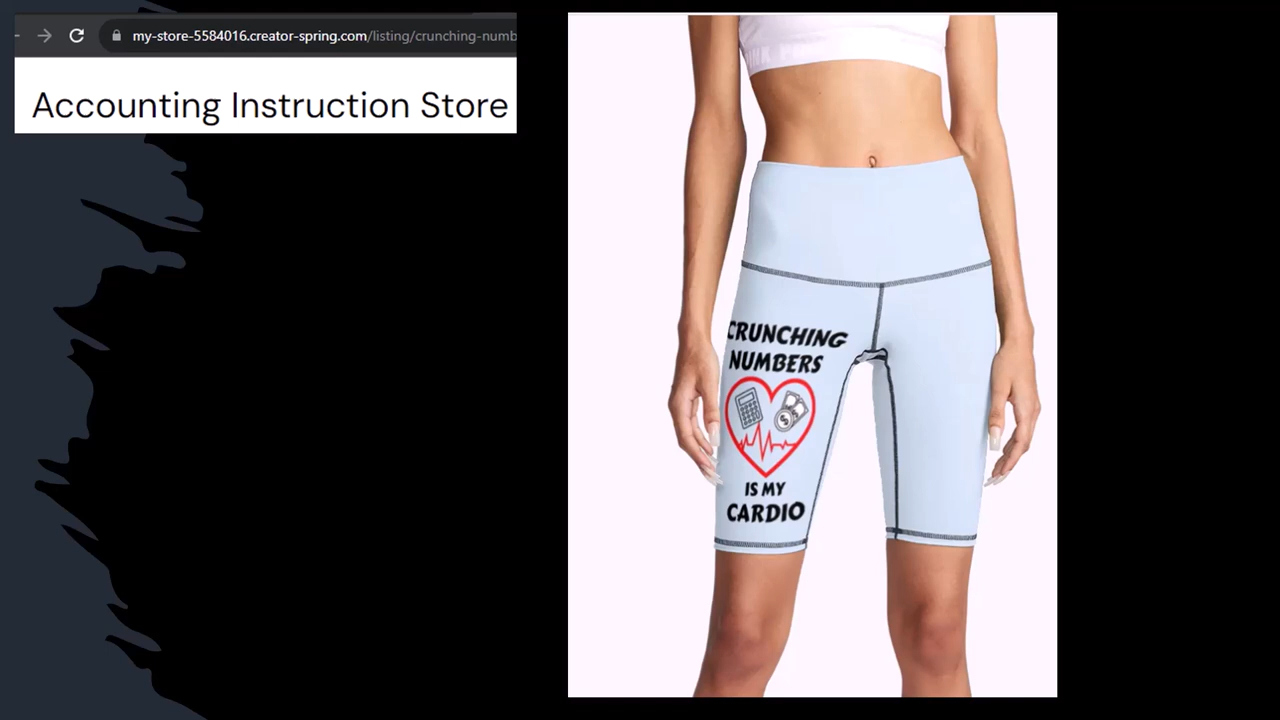 my-store-5584016.creator-spring.com/listing/crunching-numb
Accounting Instruction Store
CRUNCHING
NUMBERS
IS MY
CARDIO